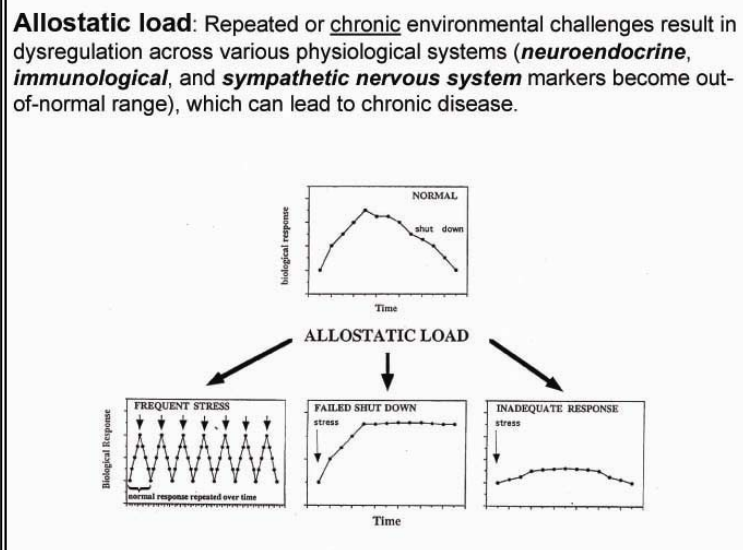 Allostatic load: Repeated or chronic environmental challenges result in
dysregulation across various physiological systems (neuroendocrine,
immunological, and sympathetic nervous system markers become out-
of-normal range), which can lead to chronic disease.
NORMAL
shut down
biological response
Time
ALLOSTATIC LOAD
FREQUENT STRESS
Biological Response
normal response repeated over time
FAILED SHUT DOWN
stress
Time
INADEQUATE RESPONSE
stress